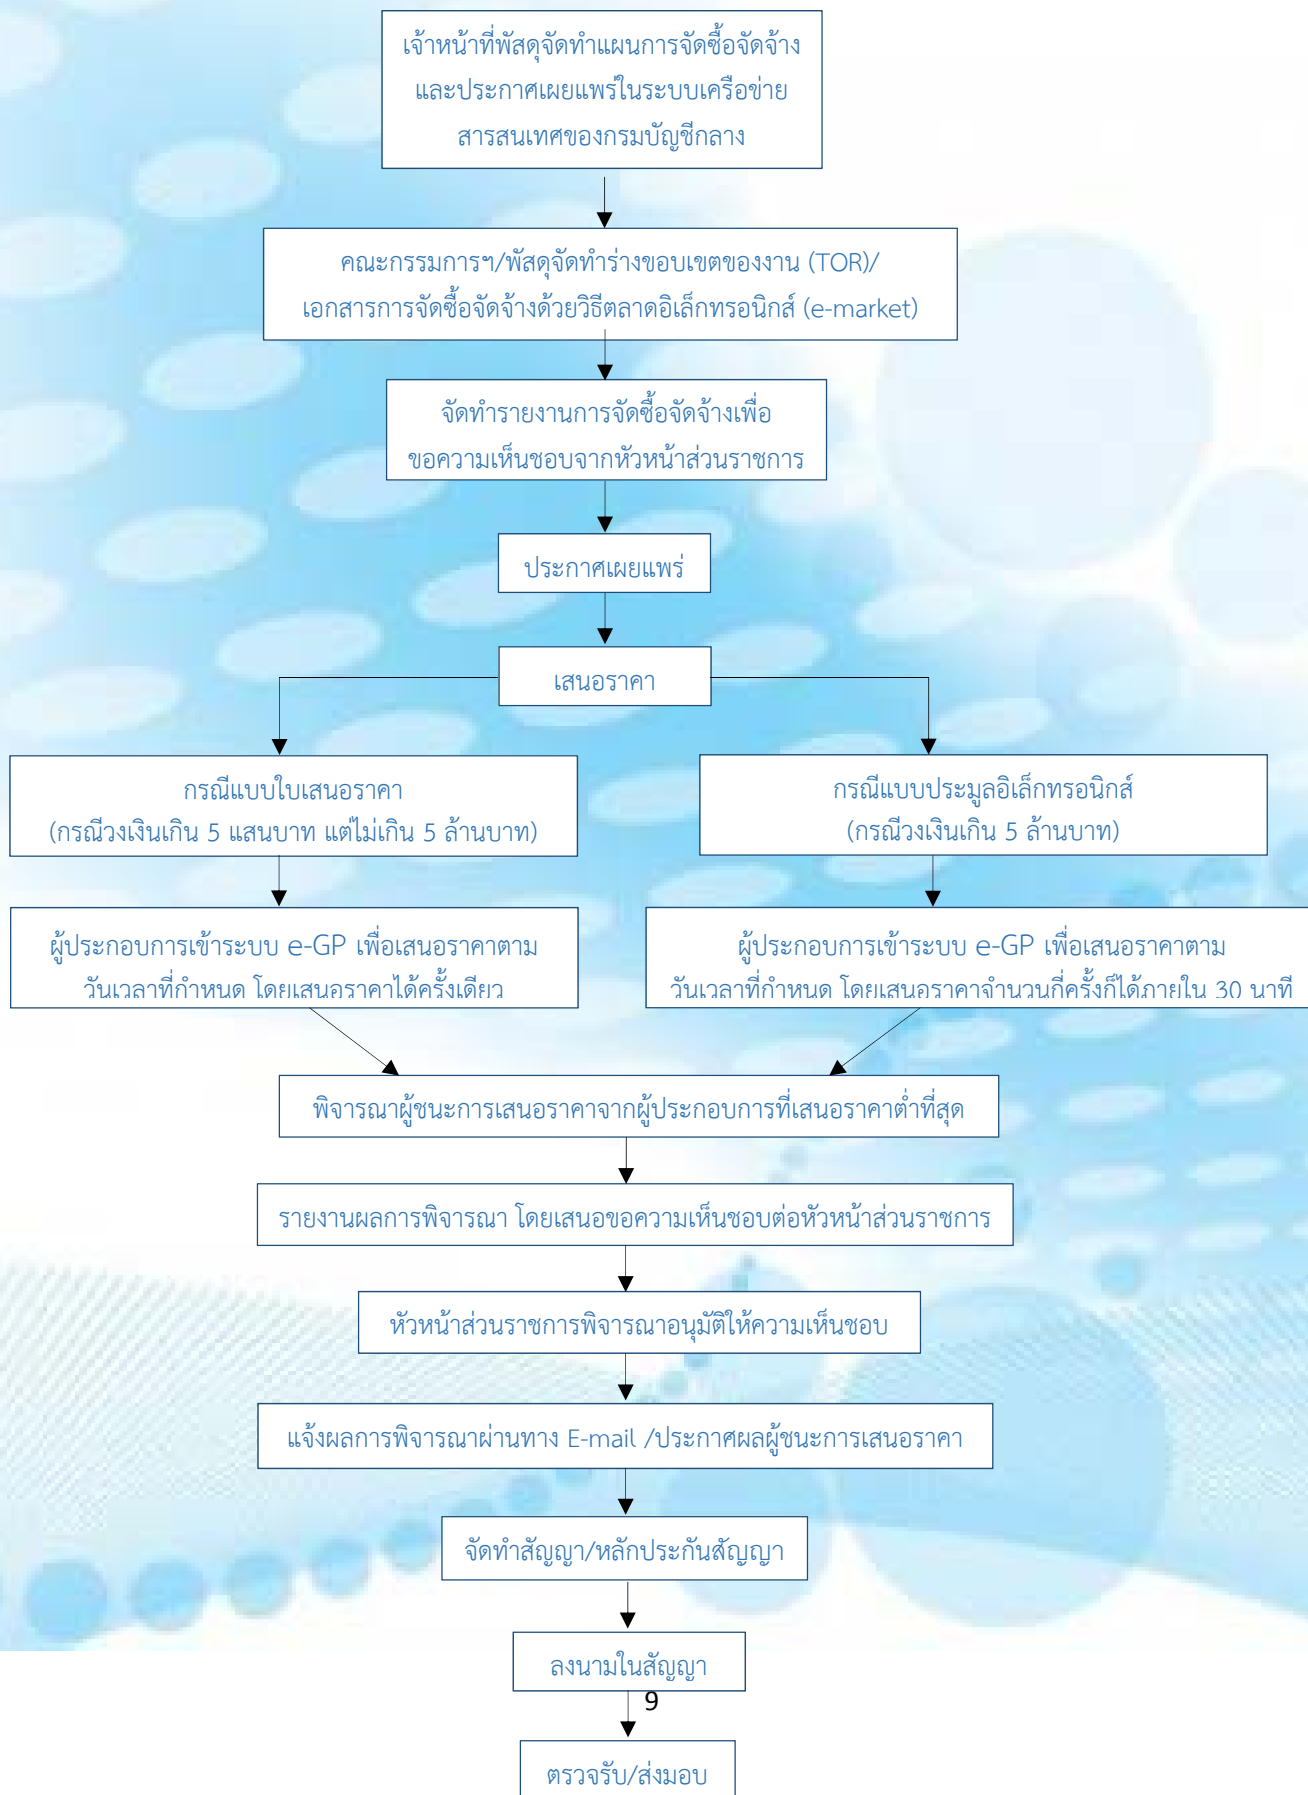 เจ้าหน้าที่พัสดุจัดทำแผนการจัดซื้อจัดจ้าง
และประกาศเผยแพร่ในระบบเครือข่าย
สารสนเทศของกรมบัญชีกลาง
คณะกรรมการฯ/พัสดุจัดทำร่างขอบเขตของงาน (TOR)/
เอกสารการจัดซื้อจัดจ้างด้วยวิธีตลาดอิเล็กทรอนิกส์ (e-market)
จัดทำรายงานการจัดซื้อจัดจ้างเพื่อ
ขอความเห็นชอบจากหัวหน้าส่วนราชการ
ประกาศเผยแพร่
เสนอราคา
กรณีแบบใบเสนอราคา
(กรณีวงเงินเกิน 5 แสนบาท แต่ไม่เกิน 5 ล้านบาท)
กรณีแบบประมูลอิเล็กทรอนิกส์
(กรณีวงเงินเกิน 5 ล้านบาท)
ผู้ประกอบการเข้าระบบ e-GP เพื่อเสนอราคาตาม
วันเวลาที่กำหนด โดยเสนอราคาได้ครั้งเดียว
ผู้ประกอบการเข้าระบบ e-GP เพื่อเสนอราคาตาม
วันเวลาที่กำหนด โดยเสนอราคาจำนวนกี่ครั้งก็ได้ภายใน 30 นาที
พิจารณาผู้ชนะการเสนอราคาจากผู้ประกอบการที่เสนอราคาต่ำที่สุด
รายงานผลการพิจารณา โดยเสนอขอความเห็นชอบต่อหัวหน้าส่วนราชการ
หัวหน้าส่วนราชการพิจารณาอนุมัติให้ความเห็นชอบ
แจ้งผลการพิจารณาผ่านทาง E-mail /ประกาศผลผู้ชนะการเสนอราคา
จัดทำสัญญา/หลักประกันสัญญา
ลงนามในสัญญา
9
ตรวจรับ/ส่งมอบ